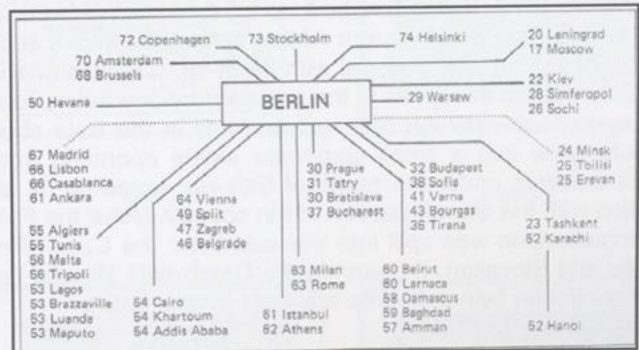 72 Copenhagen
73 Stockholm
74 Helsinki
20 Leningrad
17 Moscow
70 Amsterdam
68 Brussels
22 Kiev
28 Simferopol
26 Sochi
50 Havana
BERLIN
29 Warsaw
67 Madrid
66 Lisbon
66 Casablanca
61 Ankara
24 Minsk
25 Tbilisi
25 Erevan
64 Vienna
49 Split
47 Zagreb
46 Belgrade
30 Prague
31 Tatry
30 Bratislava
37 Bucharest
32 Budapest
38 Sofia
41 Varna
43 Bourgas
36 Tirana
23 Tashkent
52 Karachi
55 Algiers
55 Tunis
56 Malta
56 Tripoli
53 Lagos
53 Brazzaville
53 Luanda
53 Maputo
54 Cairo
54 Khartoum
54 Addis Ababa
63 Milan
63 Rome
61 Istanbul
62 Athens
60 Beirut
60 Larnaca
58 Damascus
59 Baghdad
57 Amman
52 Hanoi